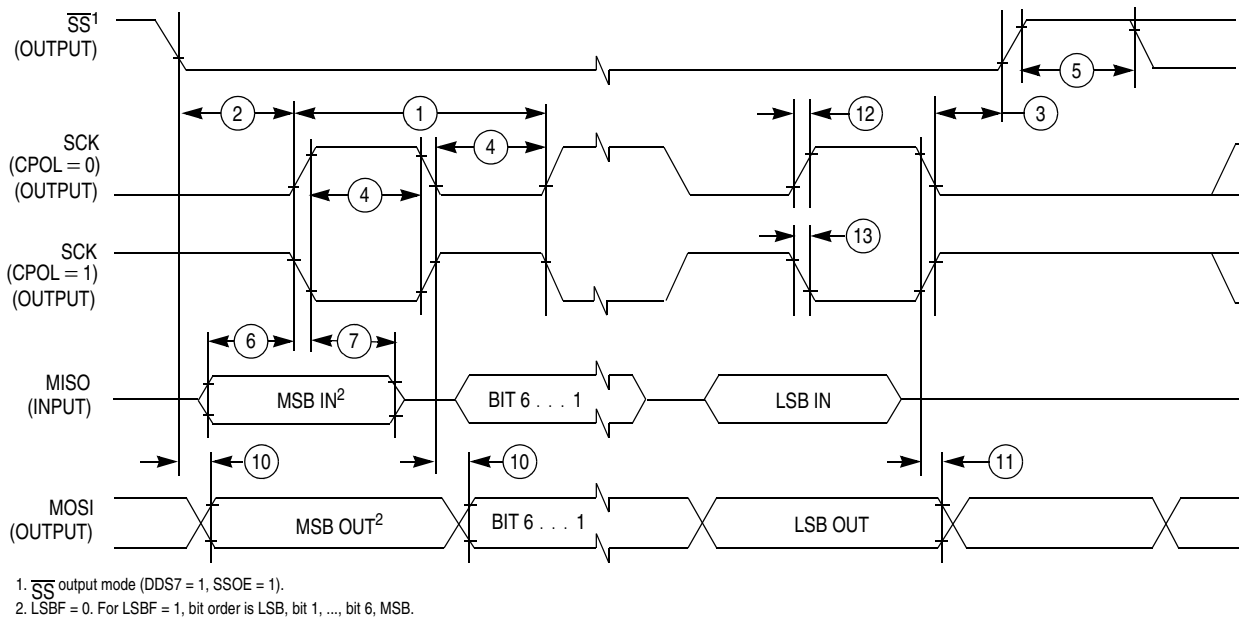 SS1
(OUTPUT)
5
2
1
12
3
SCK
(CPOL = 0)
(OUTPUT)
4
4
SCK
(CPOL = 1)
(OUTPUT)
13
6
7
MISO
(INPUT)
MSB IN2
BIT 6 . . . 1
LSB IN
10
10
11
MOSI
(OUTPUT)
MSB OUT2
BIT 6 . . . 1
LSB OUT
1. SS output mode (DDS7 = 1, SSOE = 1).
2. LSBF = 0. For LSBF = 1, bit order is LSB, bit 1, ..., bit 6, MSB.